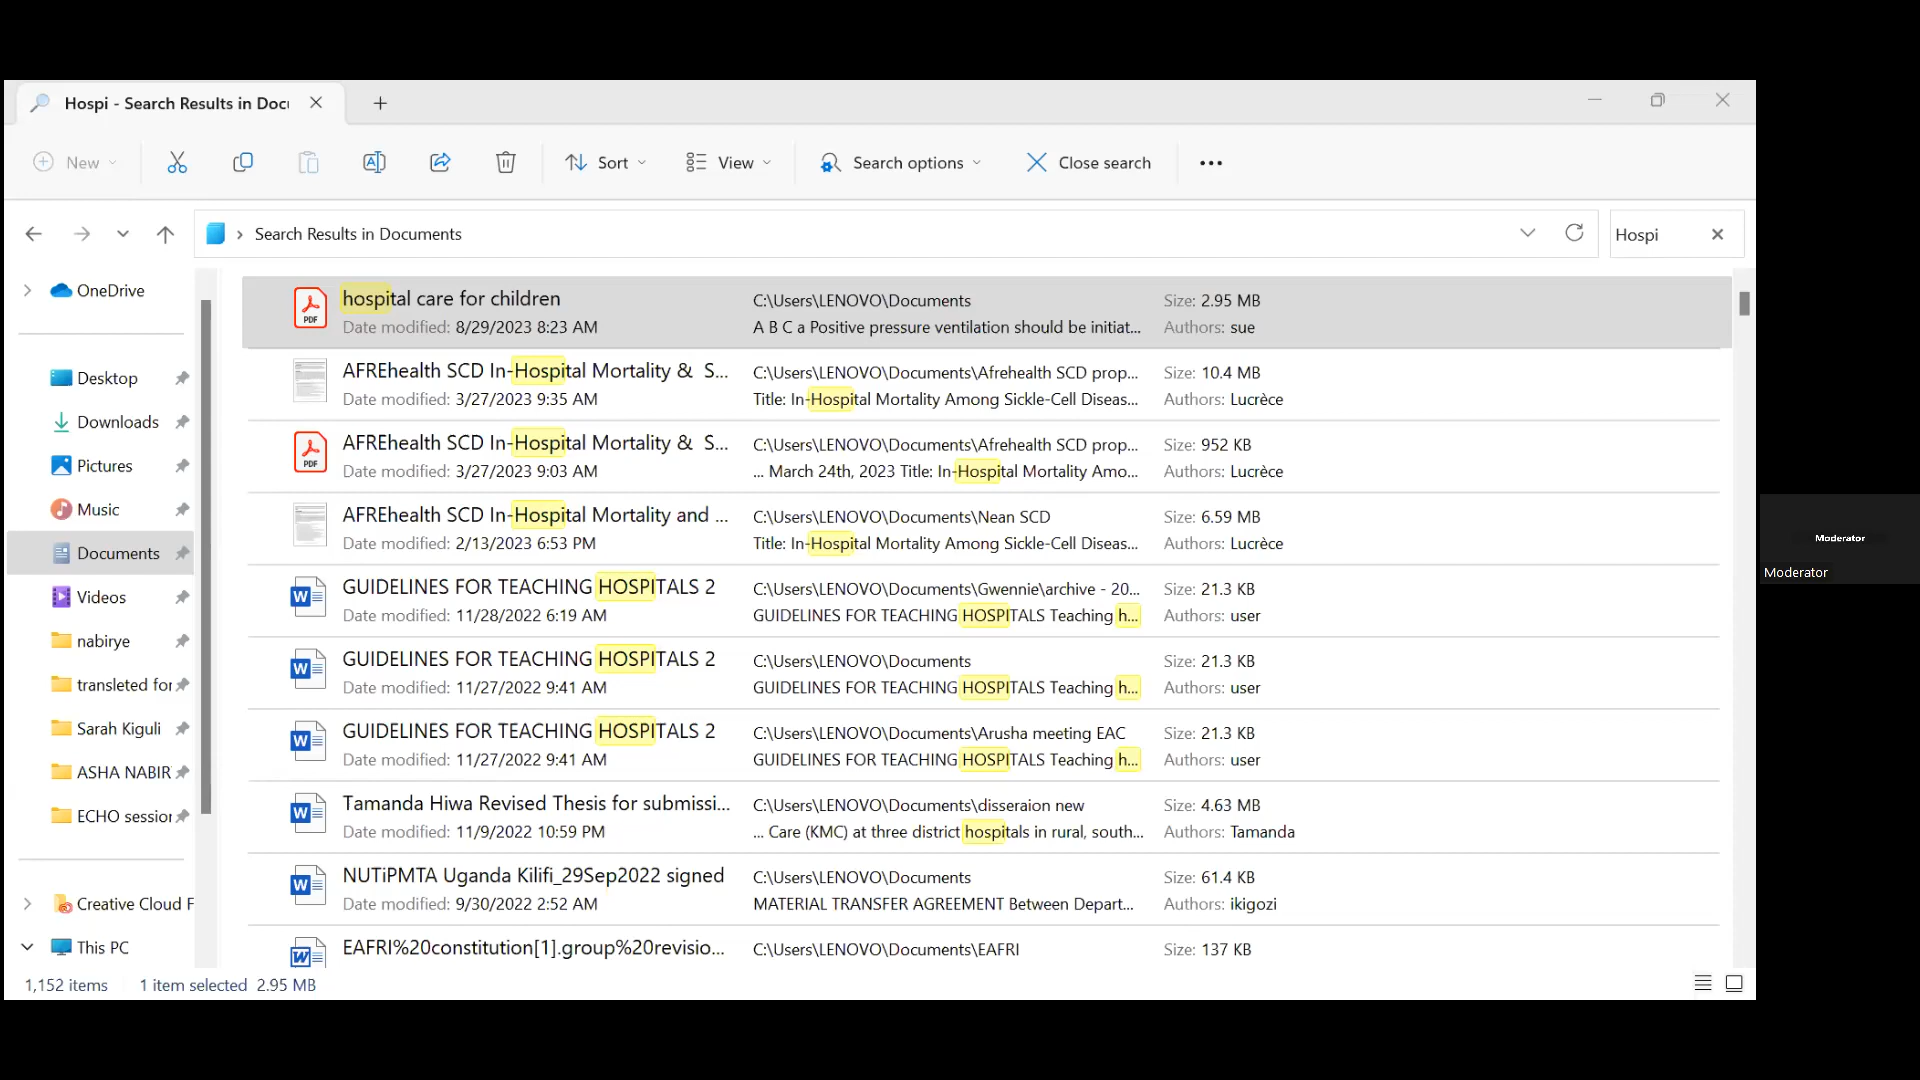 Hospi - Search Results in Docu
New
Sort
View
Search options
Close search
Search Results in Documents
Hospi
OneDrive
Desktop
Downloads
Pictures
Music
Documents
Videos
nabirye
transleted for
Sarah Kiguli
ASHA NABIR
ECHO session
Creative Cloud F
This PC
hospital care for children C:\Users\LENOVO\Documents Size: 2.95 MB
Date modified: 8/29/2023 8:23 AM A B C a Positive pressure ventilation should be initiat... Authors: sue
AFREhealth SCD In-Hospital Mortality & S... C:\Users\LENOVO\Documents\Afrehealth SCD prop... Size: 10.4 MB
Date modified: 3/27/2023 9:35 AM Title: In-Hospital Mortality Among Sickle-Cell Diseas... Authors: Lucrèce
PDF
AFREhealth SCD In-Hospital Mortality & S... C:\Users\LENOVO\Documents\Afrehealth SCD prop... Size: 952 KB
Date modified: 3/27/2023 9:03 AM ... March 24th, 2023 Title: In-Hospital Mortality Amo... Authors: Lucrèce
PDF
AFREhealth SCD In-Hospital Mortality and ... C:\Users\LENOVO\Documents\Nean SCD Size: 6.59 MB
Date modified: 2/13/2023 6:53 PM Title: In-Hospital Mortality Among Sickle-Cell Diseas... Authors: Lucrèce
GUIDELINES FOR TEACHING HOSPITALS 2 C:\Users\LENOVO\Documents\Gwennie\archive - 20... Size: 21.3 KB
Date modified: 11/28/2022 6:19 AM GUIDELINES FOR TEACHING HOSPITALS Teaching h... Authors: user
GUIDELINES FOR TEACHING HOSPITALS 2 C:\Users\LENOVO\Documents Size: 21.3 KB
Date modified: 11/27/2022 9:41 AM GUIDELINES FOR TEACHING HOSPITALS Teaching h... Authors: user
GUIDELINES FOR TEACHING HOSPITALS 2 C:\Users\LENOVO\Documents\Arusha meeting EAC Size: 21.3 KB
Date modified: 11/27/2022 9:41 AM GUIDELINES FOR TEACHING HOSPITALS Teaching h... Authors: user
Tamanda Hiwa Revised Thesis for submissi... C:\Users\LENOVO\Documents\disseraion new Size: 4.63 MB
Date modified: 11/9/2022 10:59 PM ... Care (KMC) at three district hospitals in rural, south... Authors: Tamanda
NUTiPMTA Uganda Kilifi_29Sep2022 signed C:\Users\LENOVO\Documents Size: 61.4 KB
Date modified: 9/30/2022 2:52 AM MATERIAL TRANSFER AGREEMENT Between Depart... Authors: ikigozi
EAFRI%20constitution[1].group%20revisio... C:\Users\LENOVO\Documents\EAFRI Size: 137 KB
1,152 items 1 item selected 2.95 MB
Moderator
Moderator